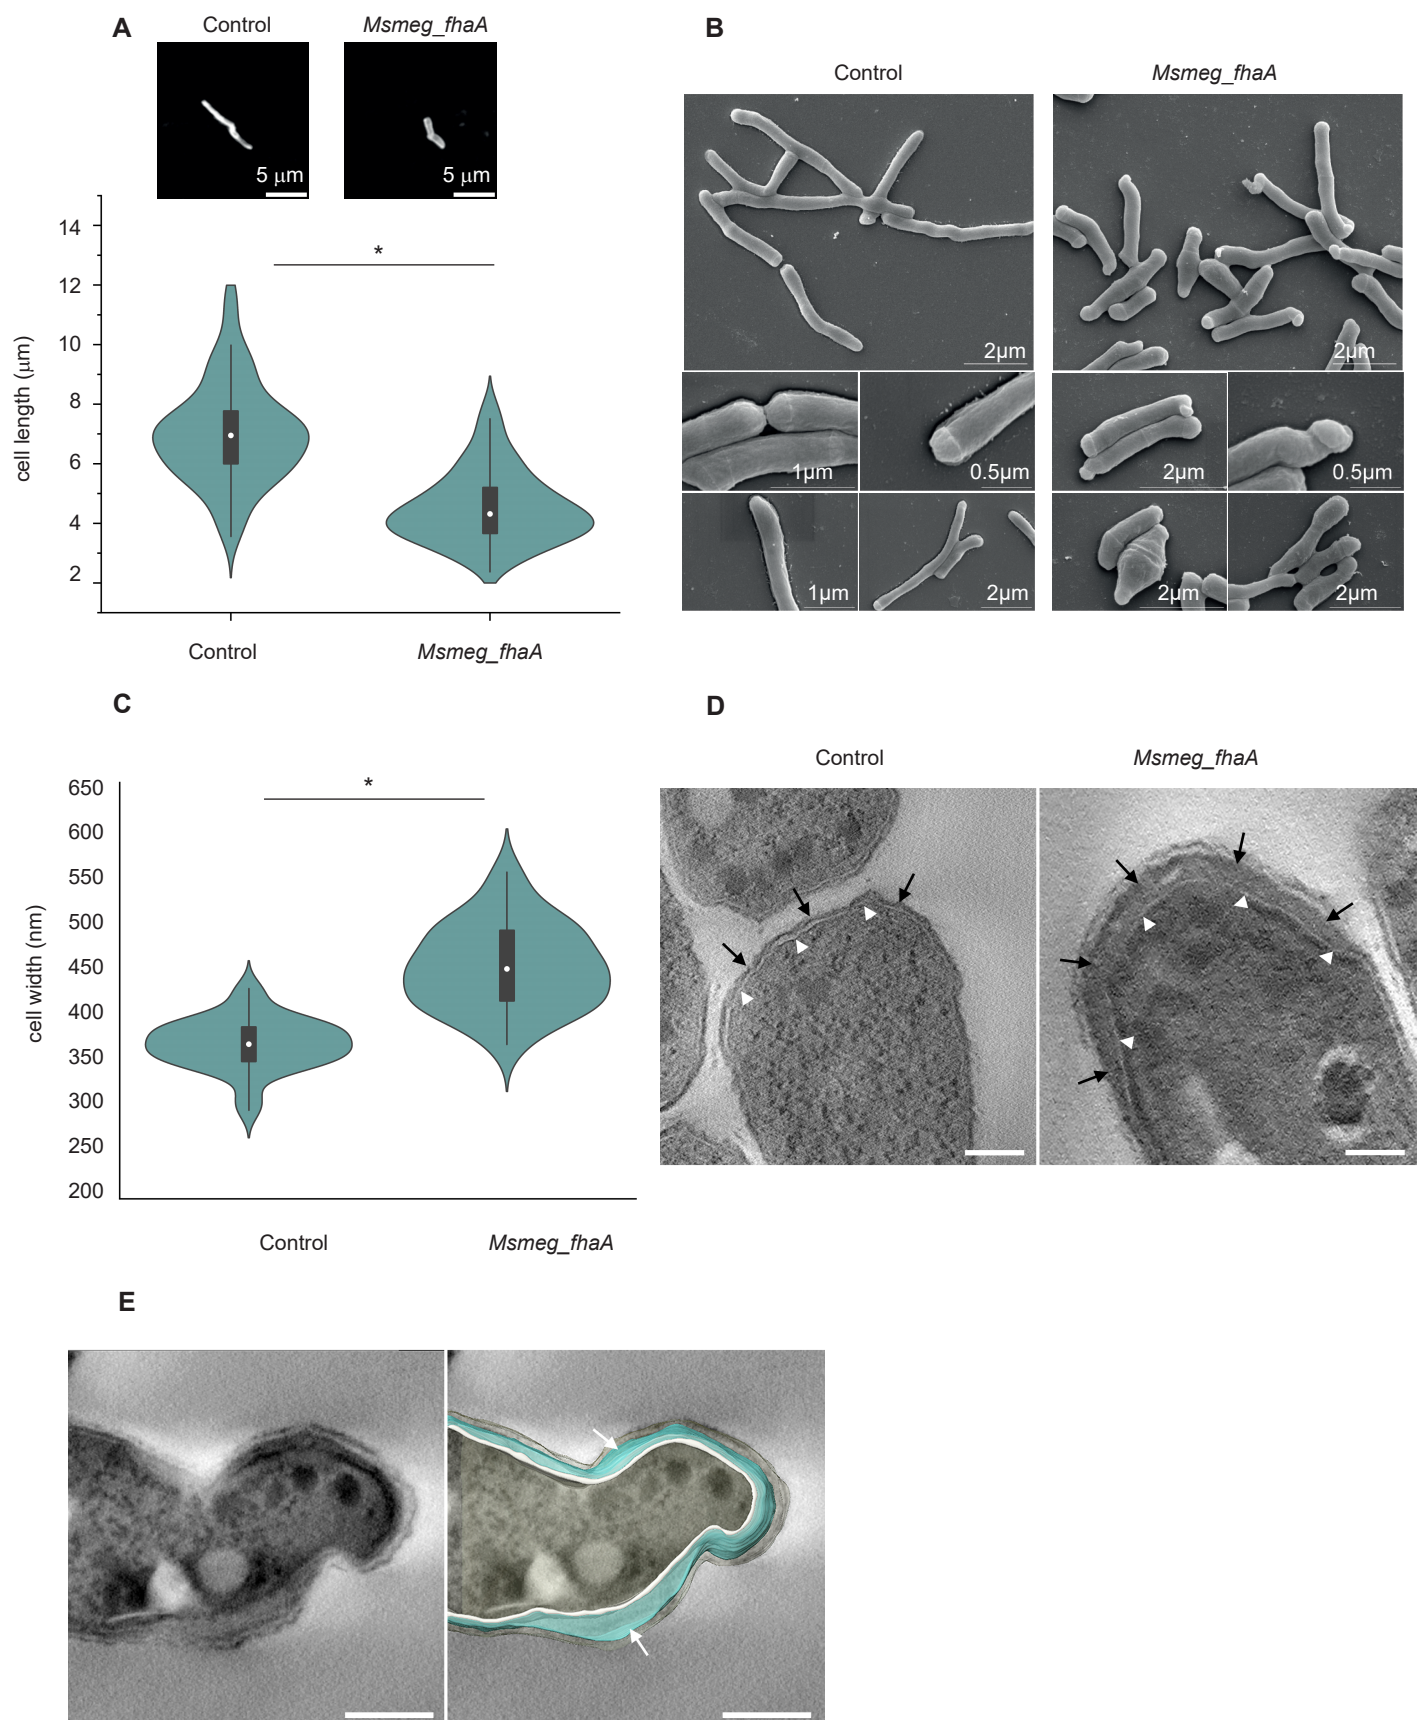 A
Control
Msmeg_fhaA
5 µm
5 µm
14
12
10
8
6
4
2
cell length (µm)
*
Control
Msmeg_fhaA
B
Control
Msmeg_fhaA
2µm
2µm
1µm
0.5µm
2µm
0.5µm
1µm
2µm
2µm
2µm
C
650
600
550
500
450
400
350
300
250
200
cell width (nm)
*
Control
Msmeg_fhaA
D
Control
Msmeg_fhaA
E